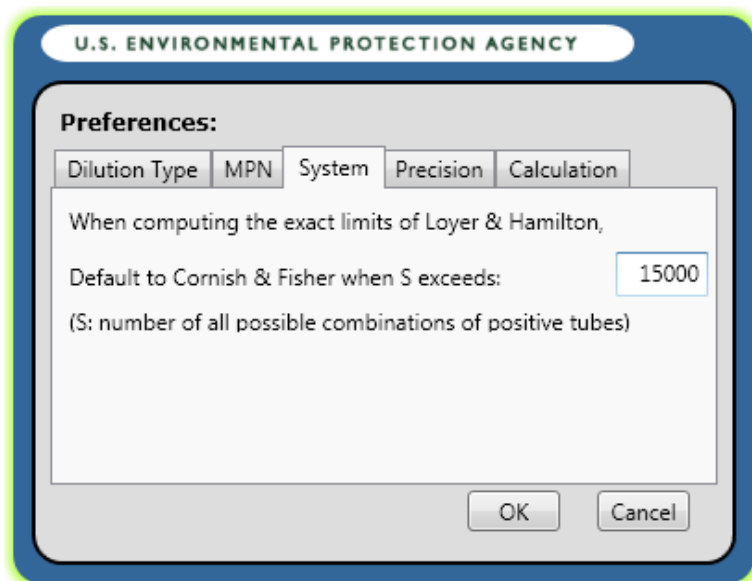 U.S. ENVIRONMENTAL PROTECTION AGENCY
Preferences:
Dilution Type MPN System Precision Calculation
When computing the exact limits of Loyer & Hamilton,
Default to Cornish & Fisher when S exceeds: 15000
(S: number of all possible combinations of positive tubes)
OK Cancel